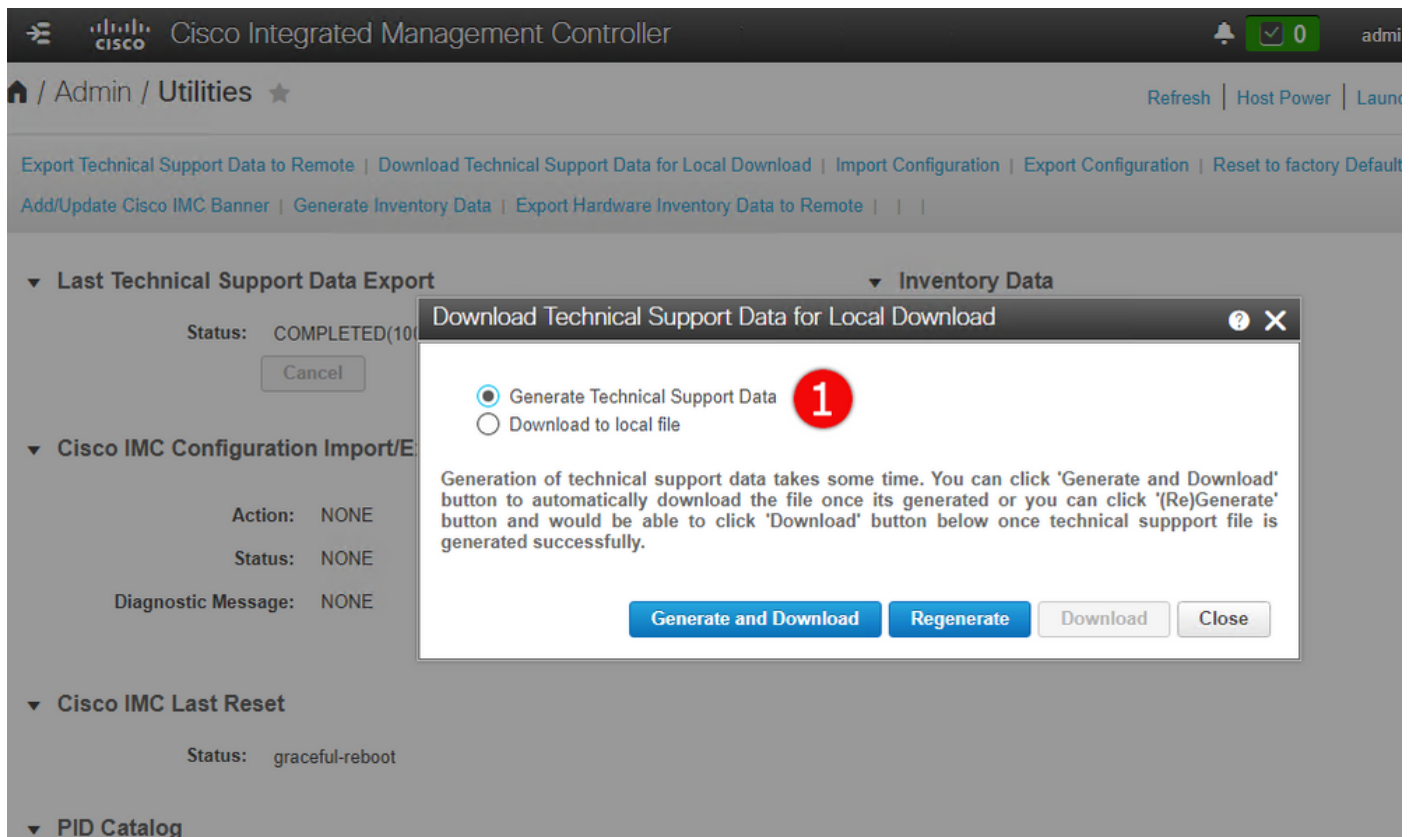 CISCO Cisco Integrated Management Controller 0 admi
/ Admin / Utilities
Refresh | Host Power | Launc
Export Technical Support Data to Remote | Download Technical Support Data for Local Download | Import Configuration | Export Configuration | Reset to factory Default
Add/Update Cisco IMC Banner | Generate Inventory Data | Export Hardware Inventory Data to Remote | | |
Last Technical Support Data Export
Status: COMPLETED(100
Cancel
Cisco IMC Configuration Import/E
Action: NONE
Status: NONE
Diagnostic Message: NONE
Cisco IMC Last Reset
Status: graceful-reboot
PID Catalog
Inventory Data
Download Technical Support Data for Local Download ?
Generate Technical Support Data 1
Download to local file
Generation of technical support data takes some time. You can click 'Generate and Download'
button to automatically download the file once its generated or you can click '(Re)Generate'
button and would be able to click 'Download' button below once technical suppport file is
generated successfully.
Generate and Download Regenerate Download Close